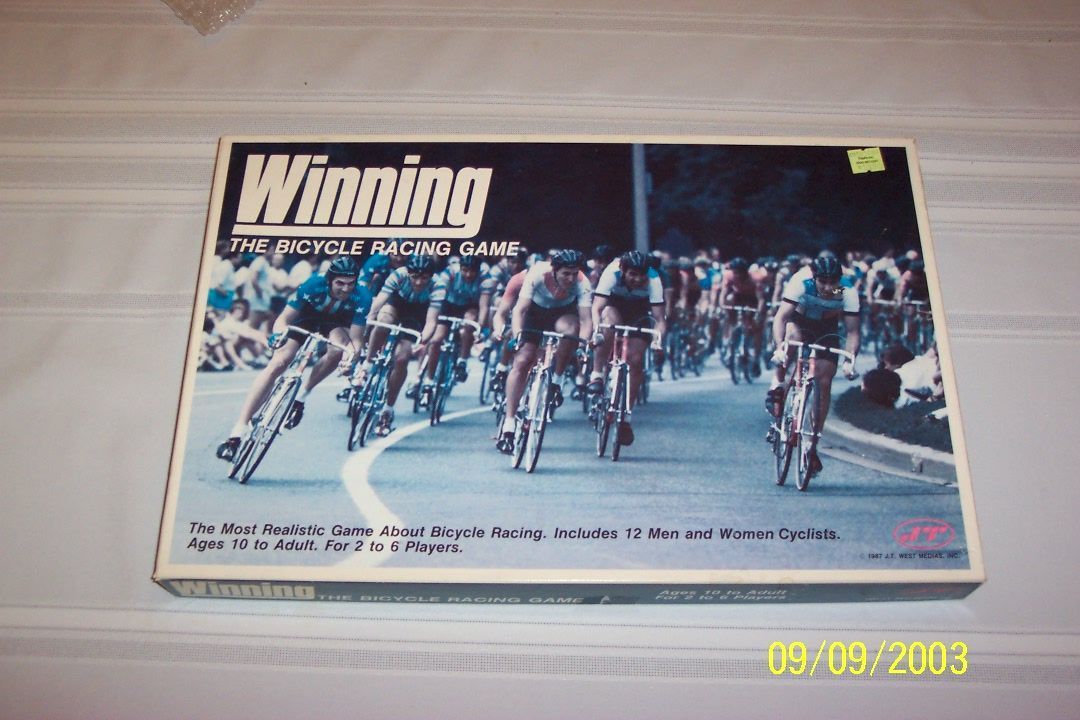 Winning
THE BICYCLE RACING GAME
The Most Realistic Game About Bicycle Racing. Includes 12 Men and Women Cyclists.
Ages 10 to Adult. For 2 to 6 Players.
JT
© 1987 J.T. WEST MEDIAS, INC.
Winning THE BICYCLE RACING GAME
Ages 10 to Adult
For 2 to 6 Players
09/09/2003